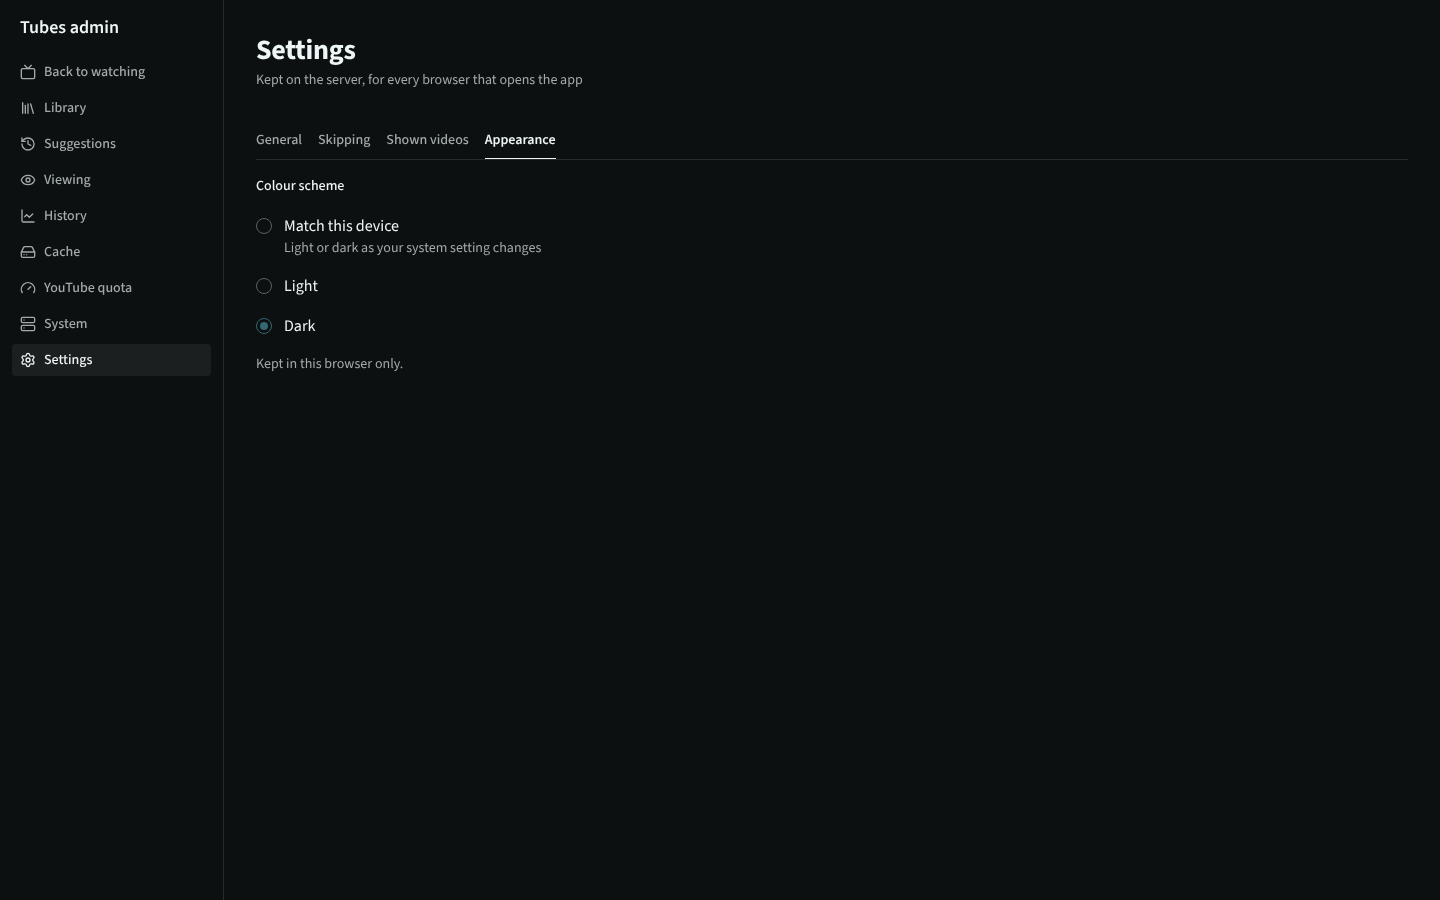 Tubes admin
Back to watching
Library
Suggestions
Viewing
History
Cache
YouTube quota
System
Settings
Settings
Kept on the server, for every browser that opens the app
General Skipping Shown videos Appearance
Colour scheme
Match this device
Light or dark as your system setting changes
Light
Dark
Kept in this browser only.